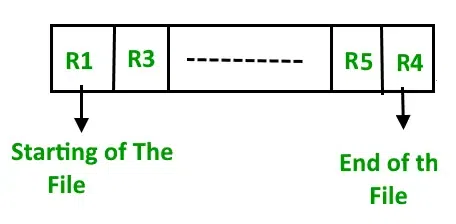 R1 R3 R5 R4
Starting of The
File
End of th
File